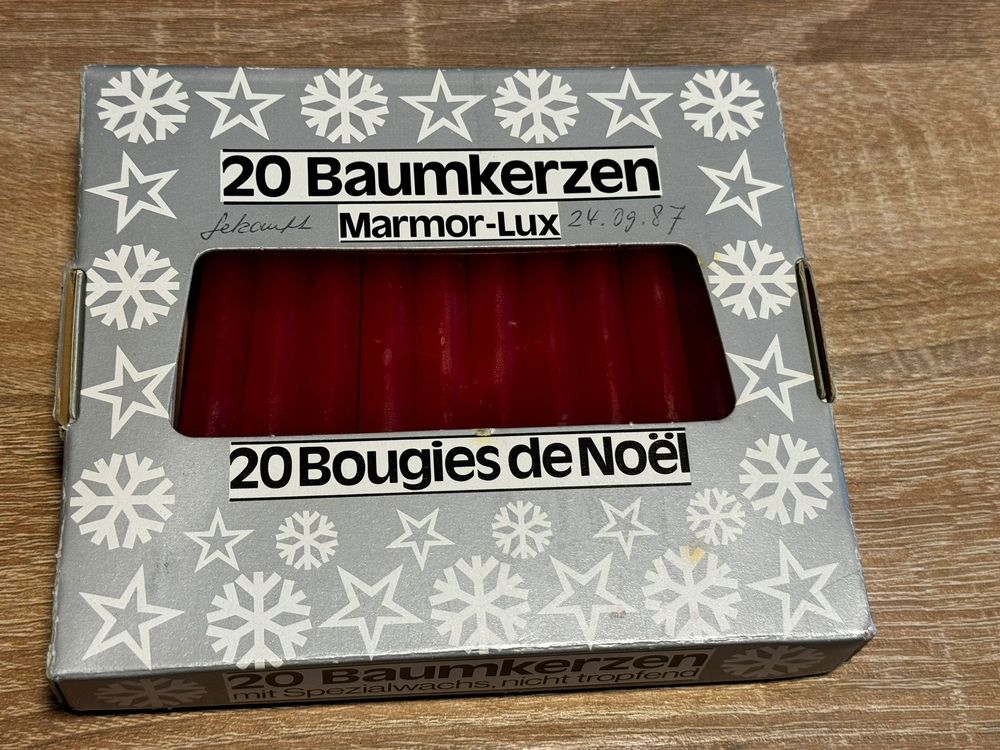 20 Baumkerzen
gekauft Marmor-Lux 24.09.87
20 Bougies de Noël
20 Baumkerzen
mit Spezialwachs, nicht tropfend